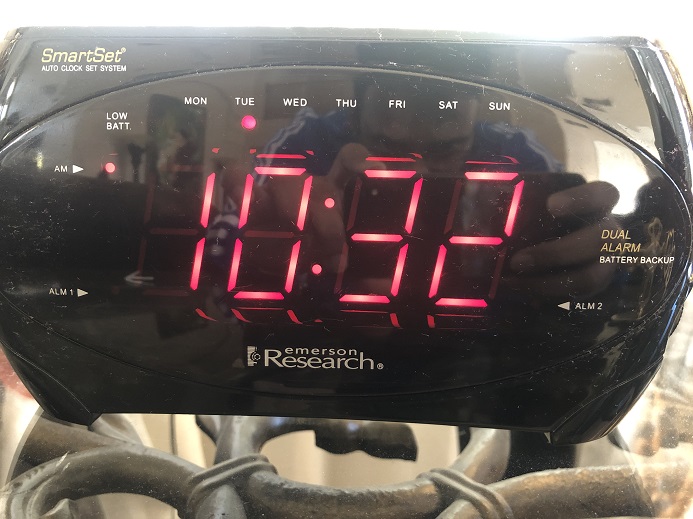 SmartSet®
AUTO CLOCK SET SYSTEM
MON TUE WED THU FRI SAT SUN
LOW
BATT.
AM
10:32
DUAL
ALARM
BATTERY BACKUP
ALM 1
ALM 2
emerson
Research®